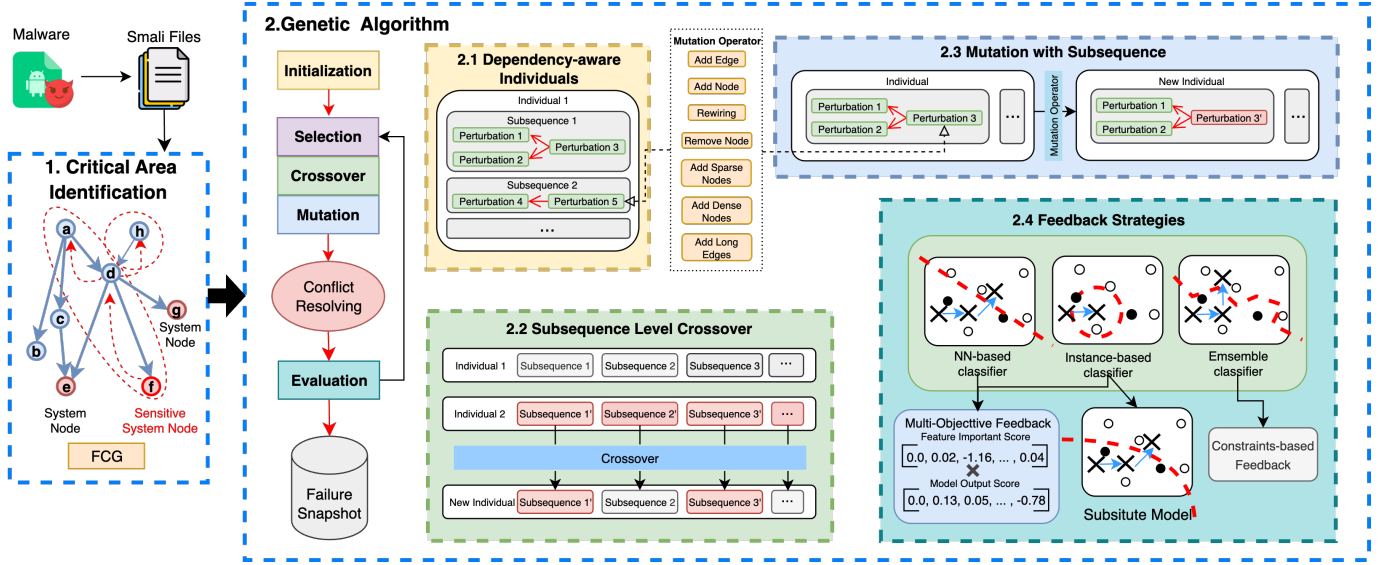 Malware
Smali Files
1. Critical Area
Identification
a
h
d
g
c
System
Node
b
e
f
System
Node
Sensitive
System Node
FCG
2.Genetic Algorithm
Initialization
Selection
Crossover
Mutation
Conflict
Resolving
Evaluation
Failure
Snapshot
2.1 Dependency-aware
Individuals
Individual 1
Subsequence 1
Perturbation 1
Perturbation 3
Perturbation 2
Subsequence 2
Perturbation 4
Perturbation 5
...
Mutation Operator
Add Edge
Add Node
Rewiring
Remove Node
Add Sparse
Nodes
Add Dense
Nodes
Add Long
Edges
2.3 Mutation with Subsequence
Individual
Perturbation 1
Perturbation 3
Perturbation 2
...
Mutation Operator
New Individual
Perturbation 1
Perturbation 3'
Perturbation 2
...
2.2 Subsequence Level Crossover
Individual 1
Subsequence 1
Subsequence 2
Subsequence 3
...
Individual 2
Subsequence 1'
Subsequence 2'
Subsequence 3'
...
Crossover
New Individual
Subsequence 1'
Subsequence 2
Subsequence 3'
...
2.4 Feedback Strategies
NN-based
classifier
Instance-based
classifier
Emsemble
classifier
Multi-Objecttive Feedback
Feature Important Score
0.0, 0.02, -1.16, ... , 0.04
Model Output Score
0.0, 0.13, 0.05, ... , -0.78
Subsitute Model
Constraints-based
Feedback